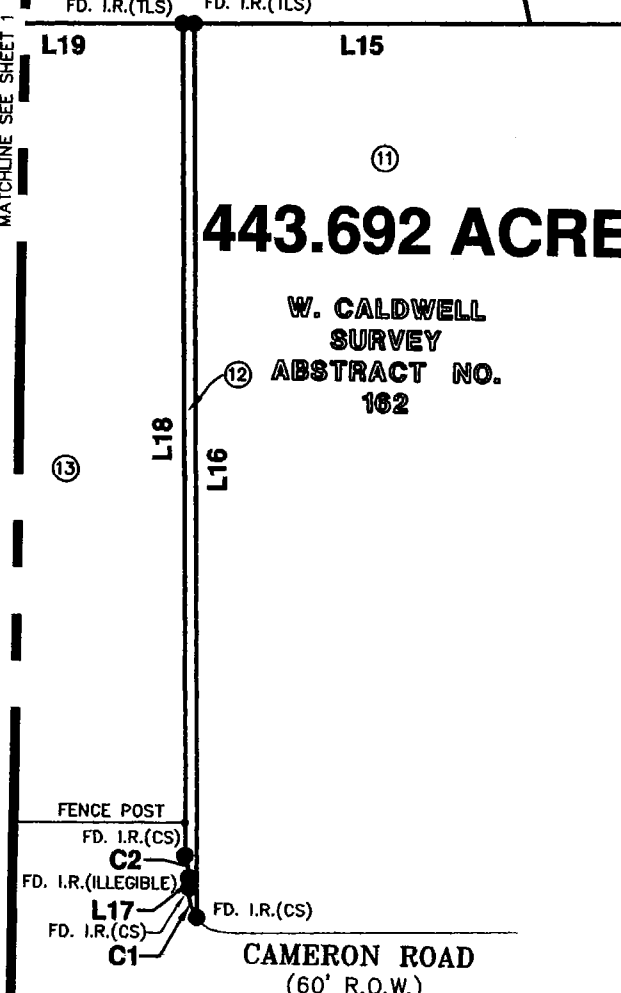 FD. I.R.(TLS)
FD. I.R.(TLS)
L19
L15
MATCHLINE SEE SHEET 1
11
443.692 ACRE
W. CALDWELL
SURVEY
ABSTRACT NO.
162
12
L18
L16
13
FENCE POST
FD. I.R.(CS)
C2
FD. I.R.(ILLEGIBLE)
L17
FD. I.R.(CS)
FD. I.R.(CS)
C1
CAMERON ROAD
(60' R.O.W.)